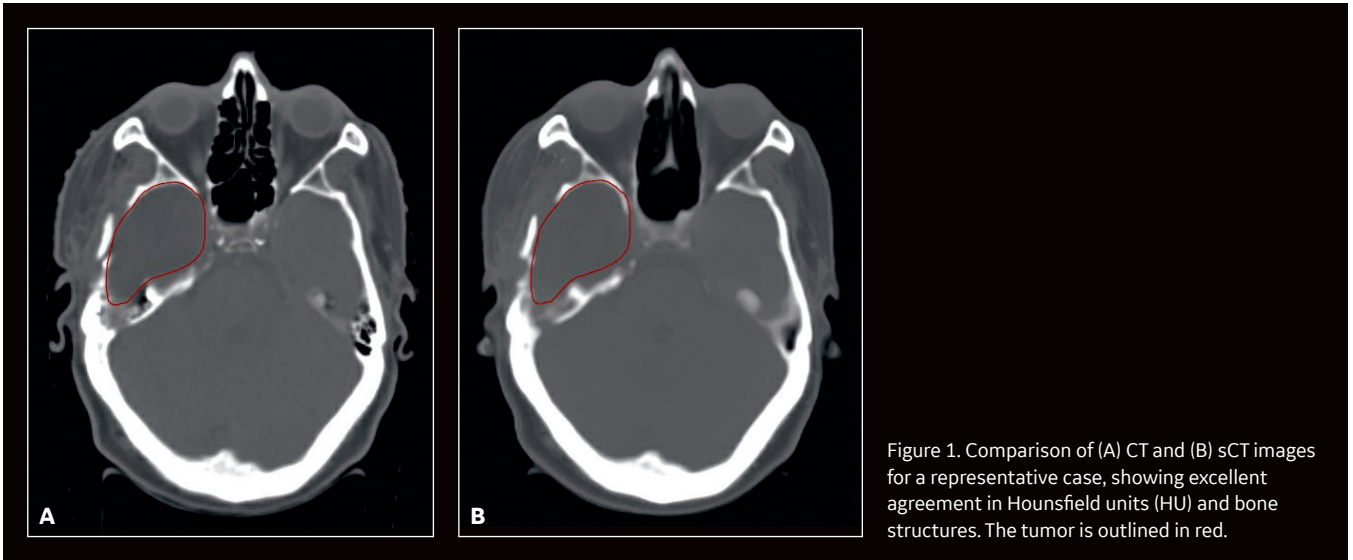 A
B
Figure 1. Comparison of (A) CT and (B) sCT images
for a representative case, showing excellent
agreement in Hounsfield units (HU) and bone
structures. The tumor is outlined in red.